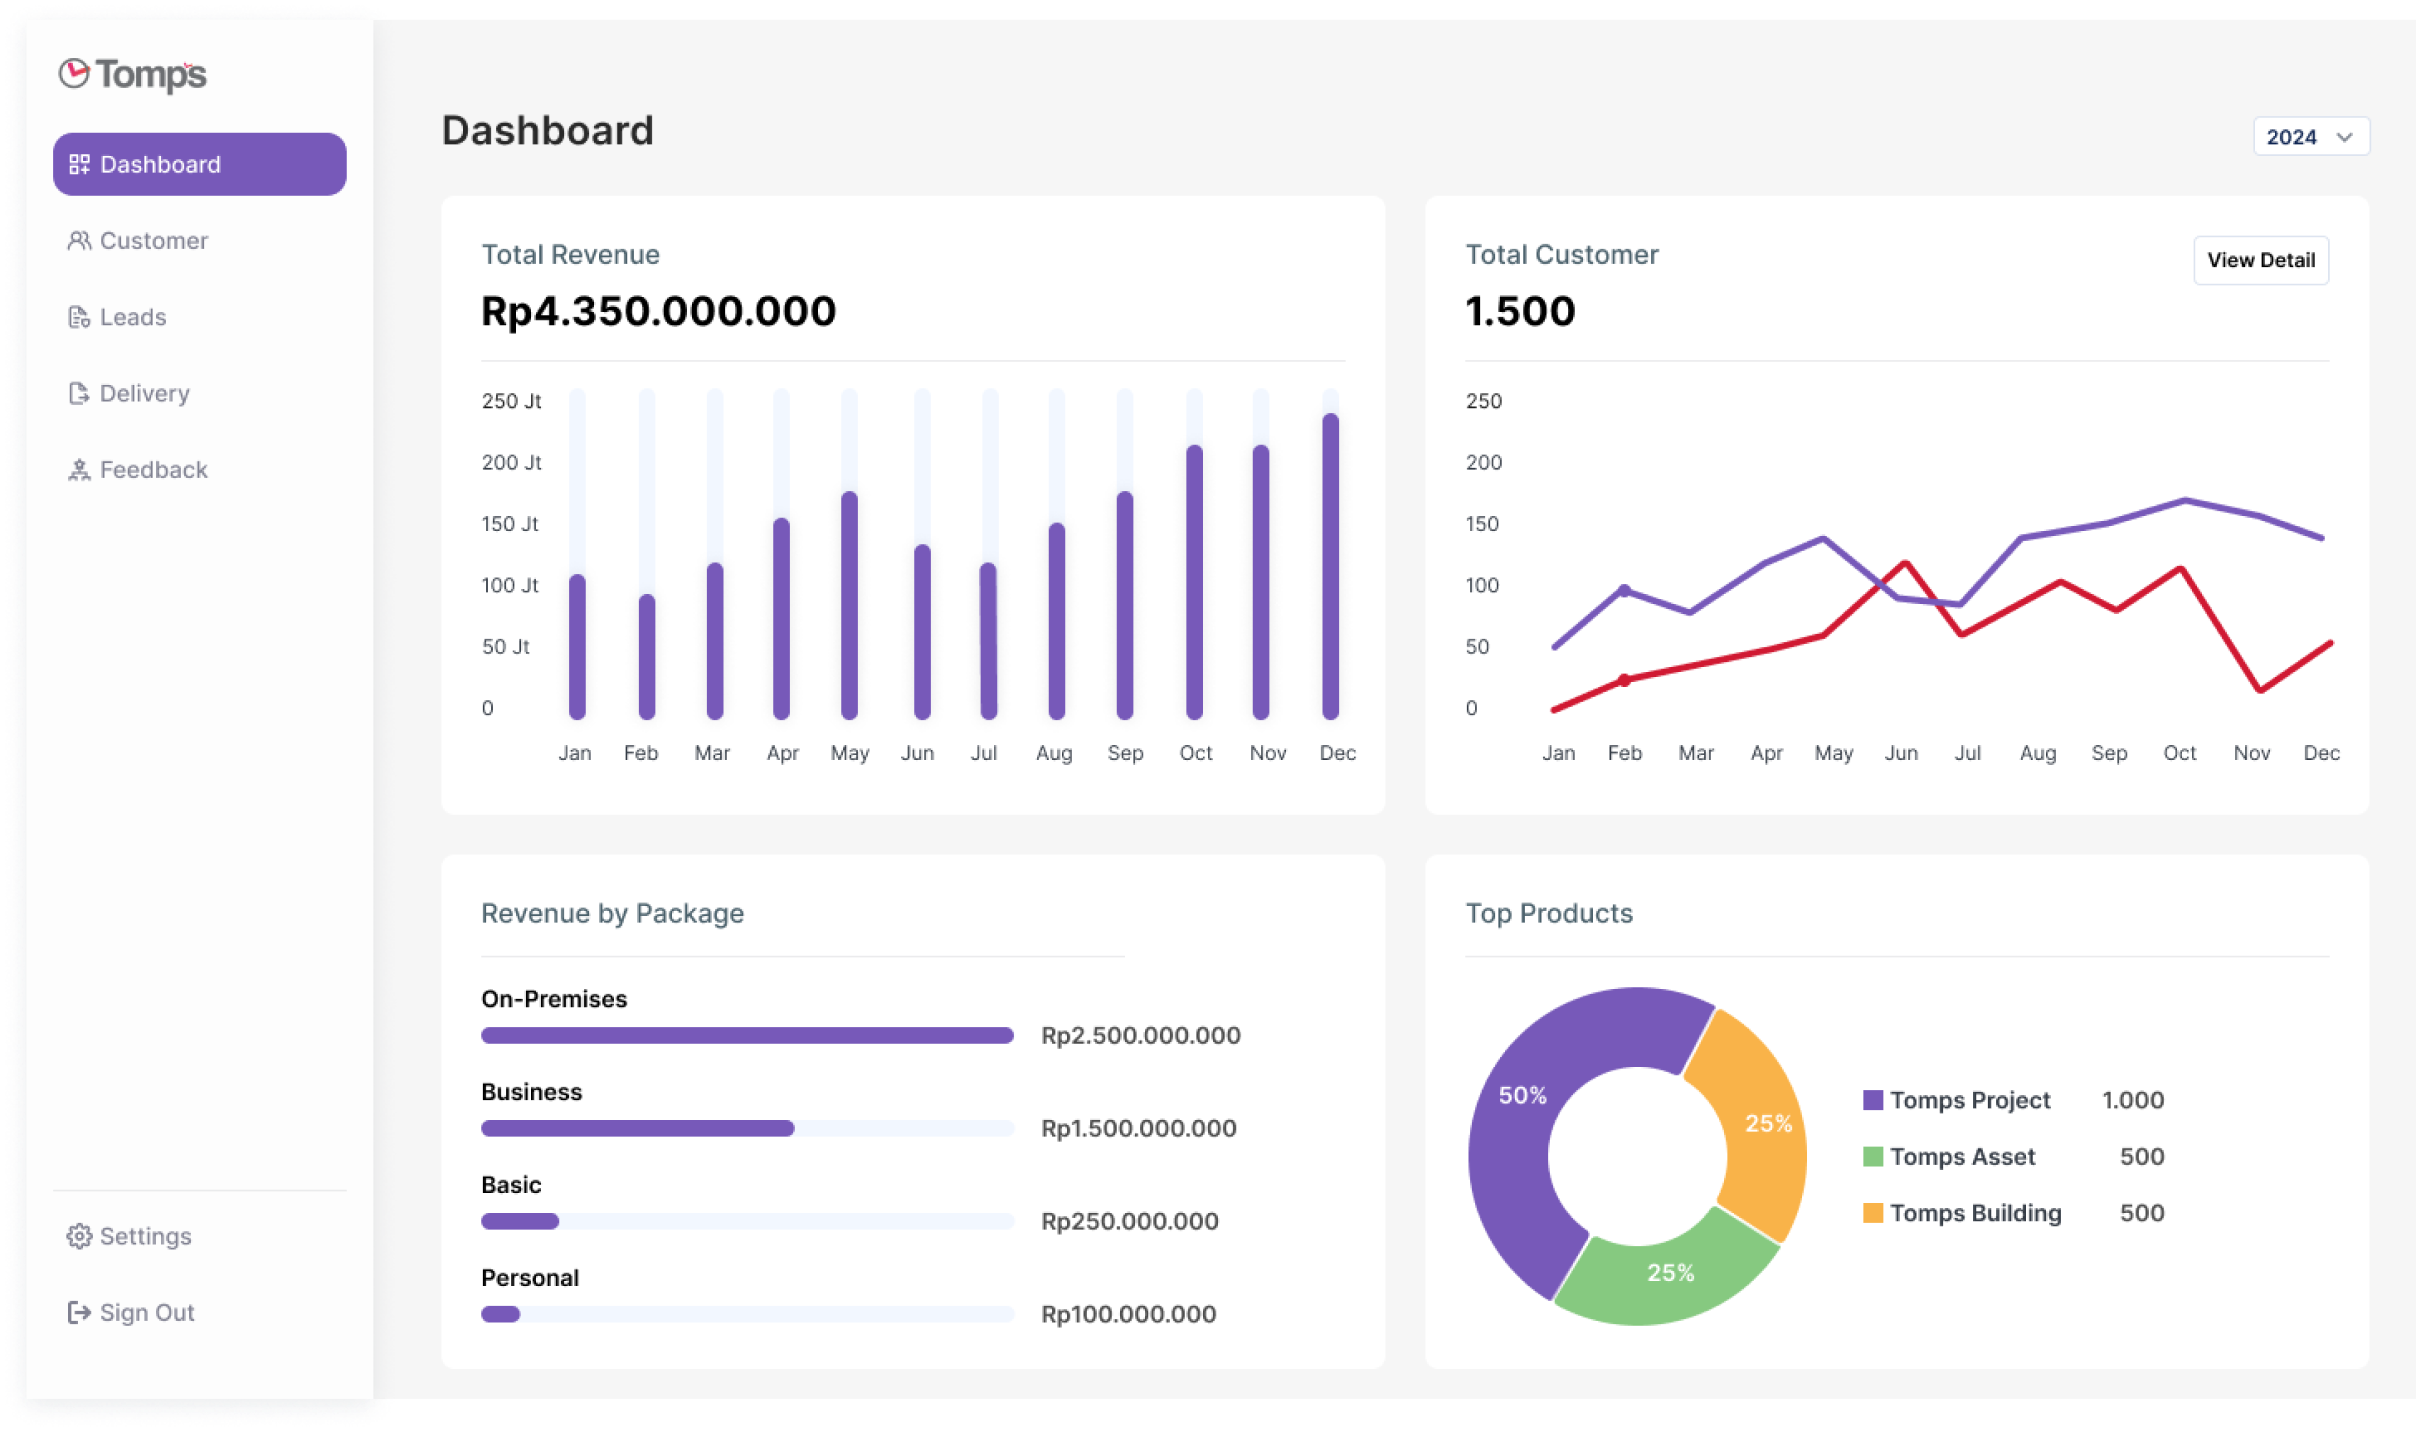 Tomps
Dashboard
Customer
Leads
Delivery
Feedback
Settings
Sign Out
Dashboard
2024
Total Revenue
Rp4.350.000.000
250 Jt
200 Jt
150 Jt
100 Jt
50 Jt
0
Jan Feb Mar Apr May Jun Jul Aug Sep Oct Nov Dec
Total Customer
View Detail
1.500
250
200
150
100
50
0
Jan Feb Mar Apr May Jun Jul Aug Sep Oct Nov Dec
Revenue by Package
On-Premises
Rp2.500.000.000
Business
Rp1.500.000.000
Basic
Rp250.000.000
Personal
Rp100.000.000
Top Products
50%
25%
25%
Tomps Project 1.000
Tomps Asset 500
Tomps Building 500